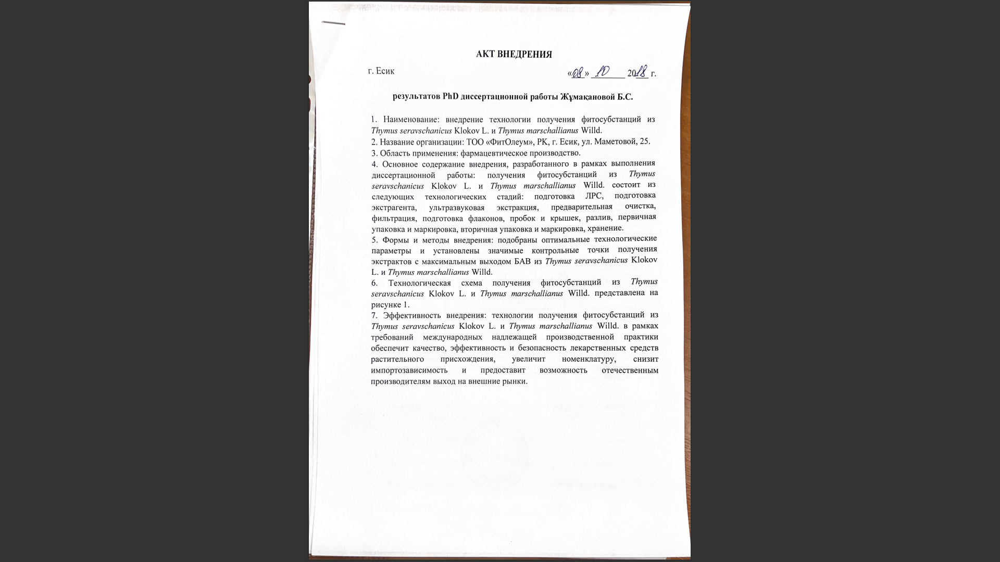 АКТ ВНЕДРЕНИЯ
г. Есик «08» 10 2018 г.
результатов PhD диссертационной работы Жұмақановой Б.С.
1. Наименование: внедрение технологии получения фитосубстанций из
Thymus seravschanicus Klokov L. и Thymus marschallianus Willd.
2. Название организации: ТОО «ФитОлеум», РК, г. Есик, ул. Маметовой, 25.
3. Область применения: фармацевтическое производство.
4. Основное содержание внедрения, разработанного в рамках выполнения
диссертационной работы: получения фитосубстанций из Thymus
seravschanicus Klokov L. и Thymus marschallianus Willd. состоит из
следующих технологических стадий: подготовка ЛРС, подготовка
экстрагента, ультразвуковая экстракция, предварительная очистка,
фильтрация, подготовка флаконов, пробок и крышек, разлив, первичная
упаковка и маркировка, вторичная упаковка и маркировка, хранение.
5. Формы и методы внедрения: подобраны оптимальные технологические
параметры и установлены значимые контрольные точки получения
экстрактов с максимальным выходом БАВ из Thymus seravschanicus Klokov
L. и Thymus marschallianus Willd.
6. Технологическая схема получения фитосубстанций из Thymus
seravschanicus Klokov L. и Thymus marschallianus Willd. представлена на
рисунке 1.
7. Эффективность внедрения: технологии получения фитосубстанций из
Thymus seravschanicus Klokov L. и Thymus marschallianus Willd. в рамках
требований международных надлежащей производственной практики
обеспечит качество, эффективность и безопасность лекарственных средств
растительного присхождения, увеличит номенклатуру, снизит
импортозависимость и предоставит возможность отечественным
производителям выход на внешние рынки.